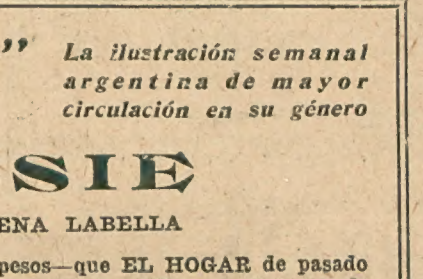 ” La ilustración semanal
argentina de mayor
circulación en su género
SIE
ENA LABELLA
pesos—que EL HOGAR de pasado